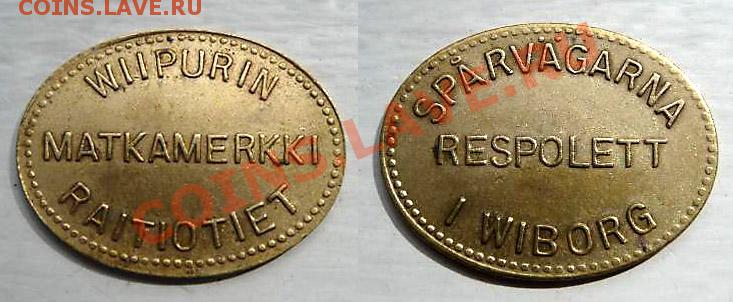 COINS.LAVE.RU
WIIPURIN
MATKAMERKKI
RAITIOTIET
SPÅRVÄGARNA
RESPOLETT
I WIBORG
COINS.LAVE.RU